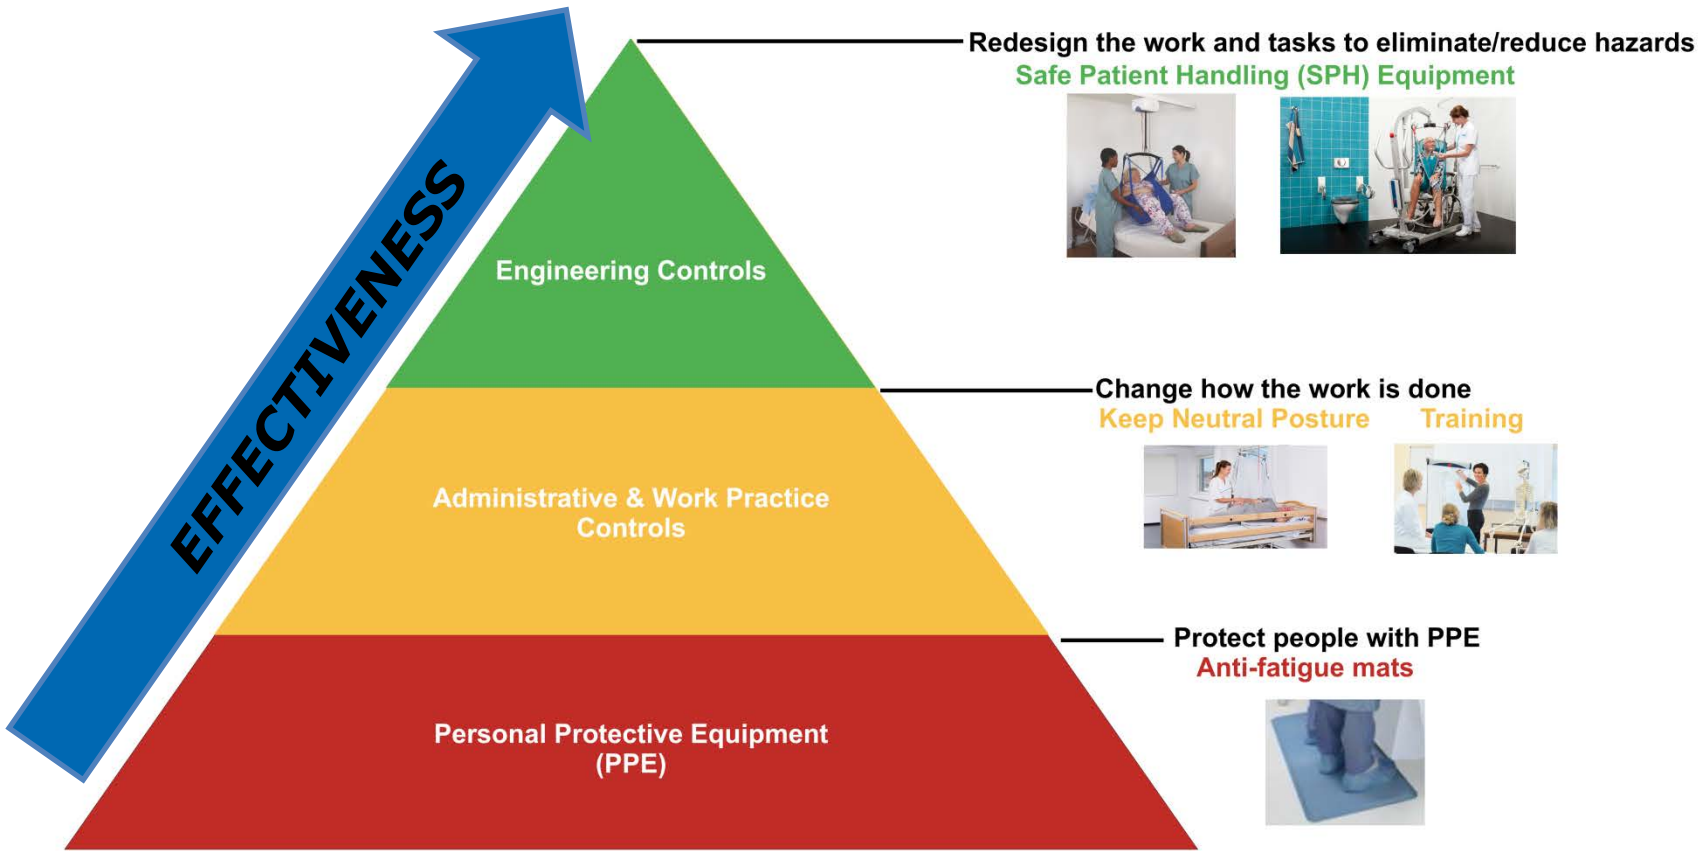 Redesign the work and tasks to eliminate/reduce hazards
Safe Patient Handling (SPH) Equipment
EFFECTIVENESS
Engineering Controls
Change how the work is done
Keep Neutral Posture Training
Administrative & Work Practice
Controls
Protect people with PPE
Anti-fatigue mats
Personal Protective Equipment
(PPE)